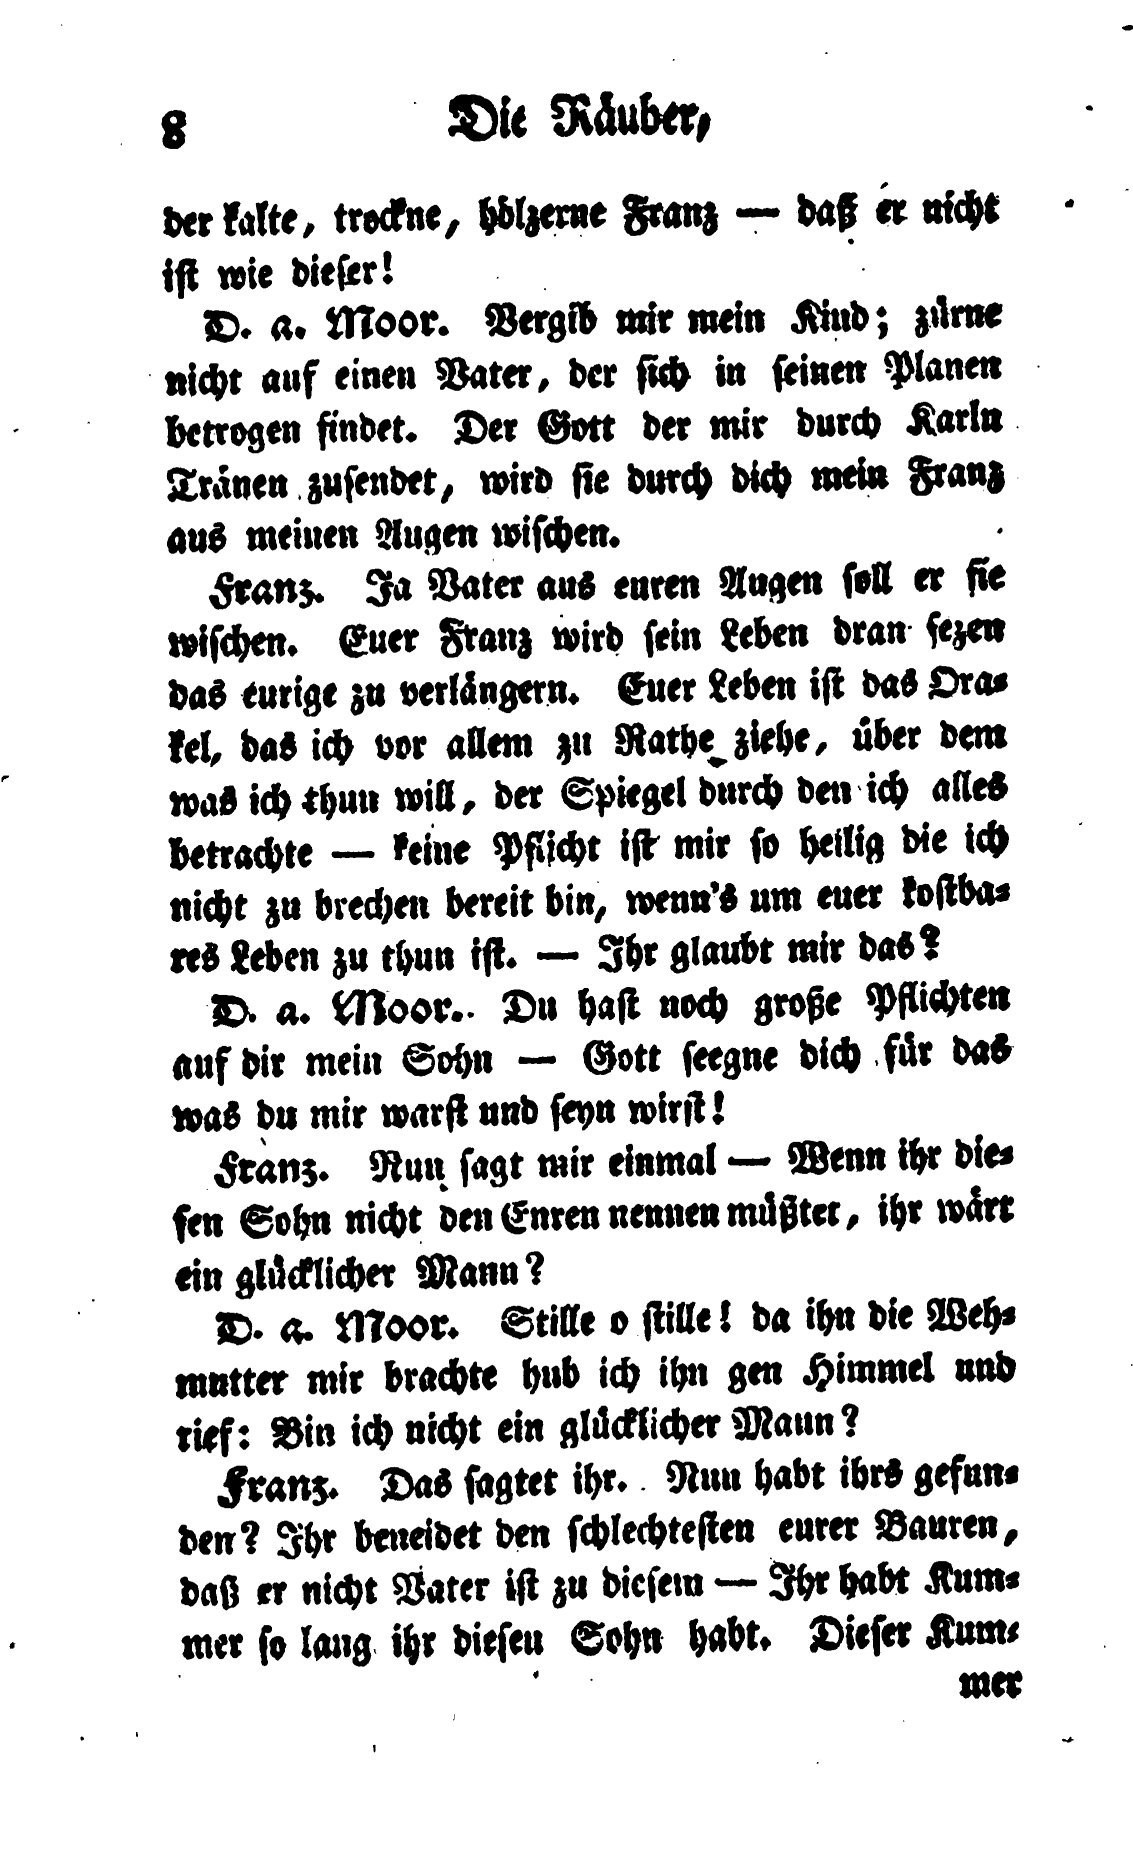 8
Die Räuber,
der kalte, trockne, hölzerne Franz — daß er nicht
ist wie dieser!
D. a. Moor. Vergib mir mein Kind; zürne
nicht auf einen Vater, der sich in seinen Planen
betrogen findet. Der Gott der mir durch Karln
Tränen zusendet, wird sie durch dich mein Franz
aus meinen Augen wischen.
Franz. Ja Vater aus euren Augen soll er sie
wischen. Euer Franz wird sein Leben dran sezen
das eurige zu verlängern. Euer Leben ist das Ora-
kel, das ich vor allem zu Rathe ziehe, über dem
was ich thun will, der Spiegel durch den ich alles
betrachte — keine Pflicht ist mir so heilig die ich
nicht zu brechen bereit bin, wenn's um euer kostba-
res Leben zu thun ist. — Ihr glaubt mir das?
D. a. Moor. Du hast noch große Pflichten
auf dir mein Sohn — Gott seegne dich für das
was du mir warst und seyn wirst!
Franz. Nun sagt mir einmal — Wenn ihr die-
sen Sohn nicht den Euren nennen müßtet, ihr wärt
ein glücklicher Mann?
D. a. Moor. Stille o stille! da ihn die Weh-
mutter mir brachte hub ich ihn gen Himmel und
rief: Bin ich nicht ein glücklicher Mann?
Franz. Das sagtet ihr. Nun habt ihrs gefun-
den? Ihr beneidet den schlechtesten eurer Bauren,
daß er nicht Vater ist zu diesem — Ihr habt Kum-
mer so lang ihr diesen Sohn habt. Dieser Kum-
mer